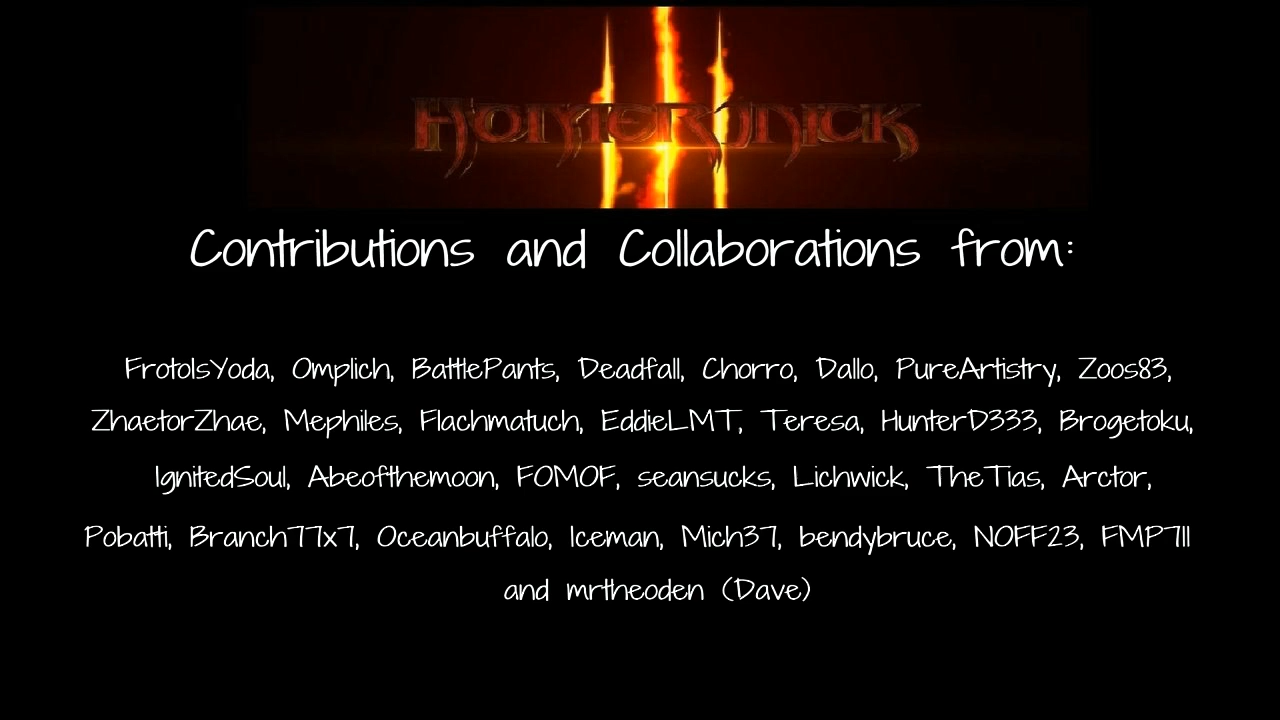 HOMERJNICK
Contributions and Collaborations from:
FrotoIsYoda, Omplich, BattlePants, Deadfall, Chorro, Dallo, PureArtistry, Zoos83,
ZhaetorZhae, Mephiles, Flachmatuch, EddieLMT, Teresa, HunterD333, Brogetoku,
IgnitedSoul, Abeofthemoon, FOMOF, seansucks, Lichwick, TheTias, Arctor,
Pobatti, Branch77x7, Oceanbuffalo, Iceman, Mich37, bendybruce, NOFF23, FMP711
and mrtheoden (Dave)